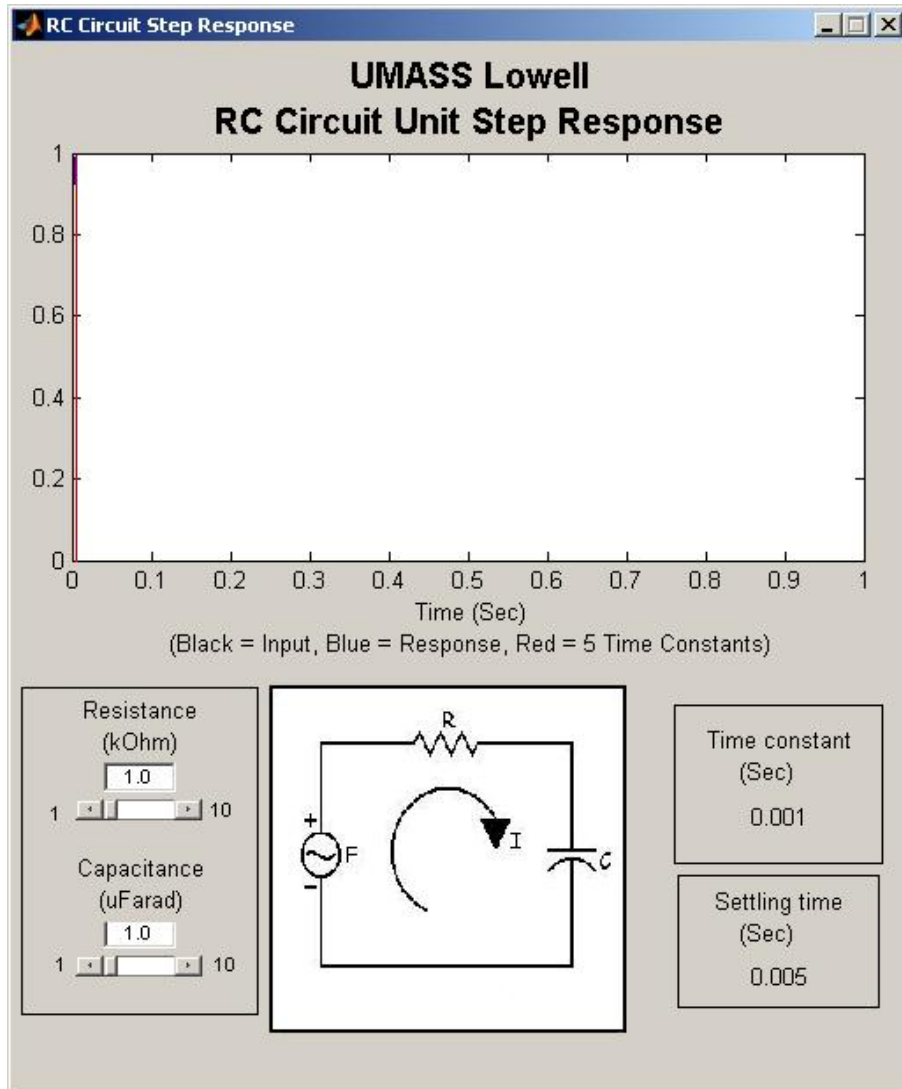 RC Circuit Step Response
UMASS Lowell
RC Circuit Unit Step Response
1
0.8
0.6
0.4
0.2
0
0 0.1 0.2 0.3 0.4 0.5 0.6 0.7 0.8 0.9 1
Time (Sec)
(Black = Input, Blue = Response, Red = 5 Time Constants)
Resistance
(kOhm)
1.0
1 10
Capacitance
(uFarad)
1.0
1 10
R
+
F
-
I
C
Time constant
(Sec)
0.001
Settling time
(Sec)
0.005